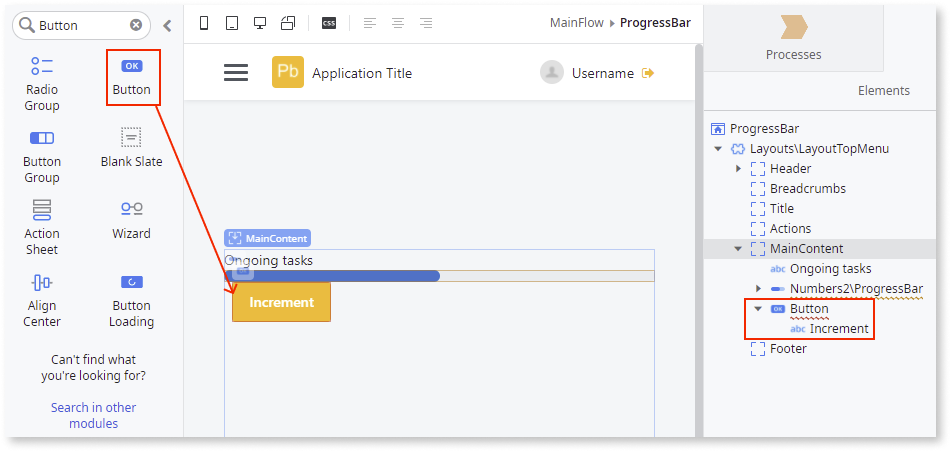 Button
Radio
Group
OK
Button
Button
Group
Blank Slate
Action
Sheet
Wizard
Align
Center
Button
Loading
Can't find what
you're looking for?
Search in other
modules
css
MainFlow ProgressBar
Pb
Application Title
Username
MainContent
Ongoing tasks
OK
Increment
Processes
Elements
ProgressBar
Layouts\LayoutTopMenu
Header
Breadcrumbs
Title
Actions
MainContent
abc Ongoing tasks
Numbers2\ProgressBar
OK Button
abc Increment
Footer